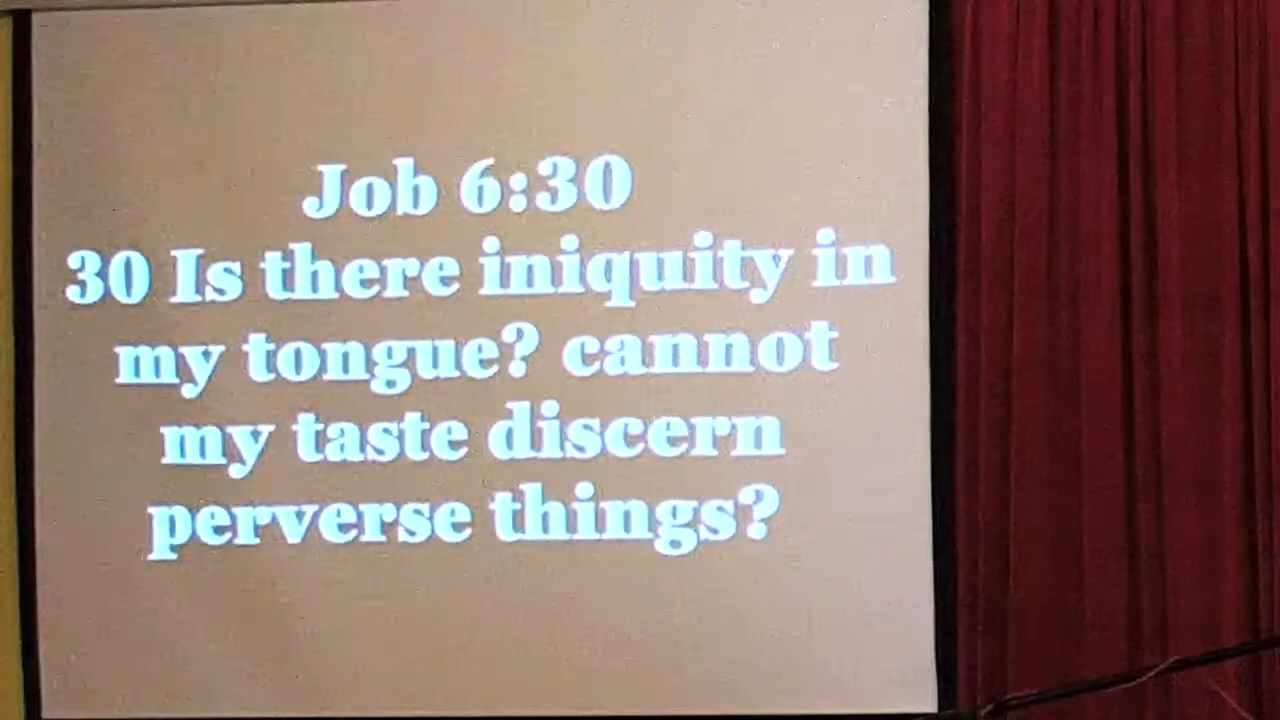 Job 6:30
30 Is there iniquity in
my tongue? cannot
my taste discern
perverse things?